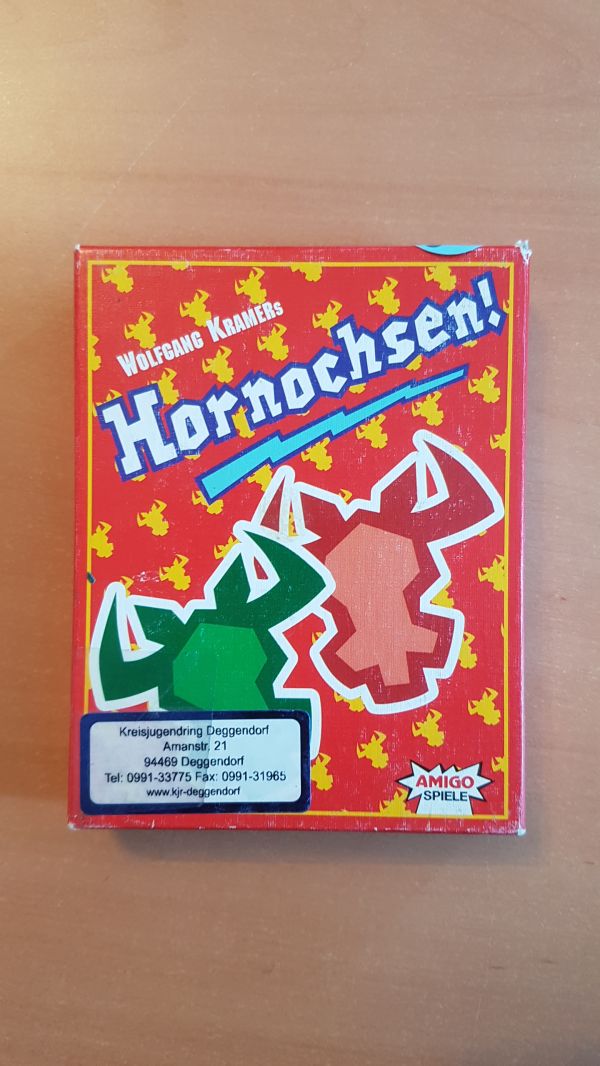 WOLFGANG KRAMERS
Hornochsen!
Kreisjugendring Deggendorf
Amanstr. 21
94469 Deggendorf
Tel: 0991-33775 Fax: 0991-31965
www.kjr-deggendorf
AMIGO
SPIELE